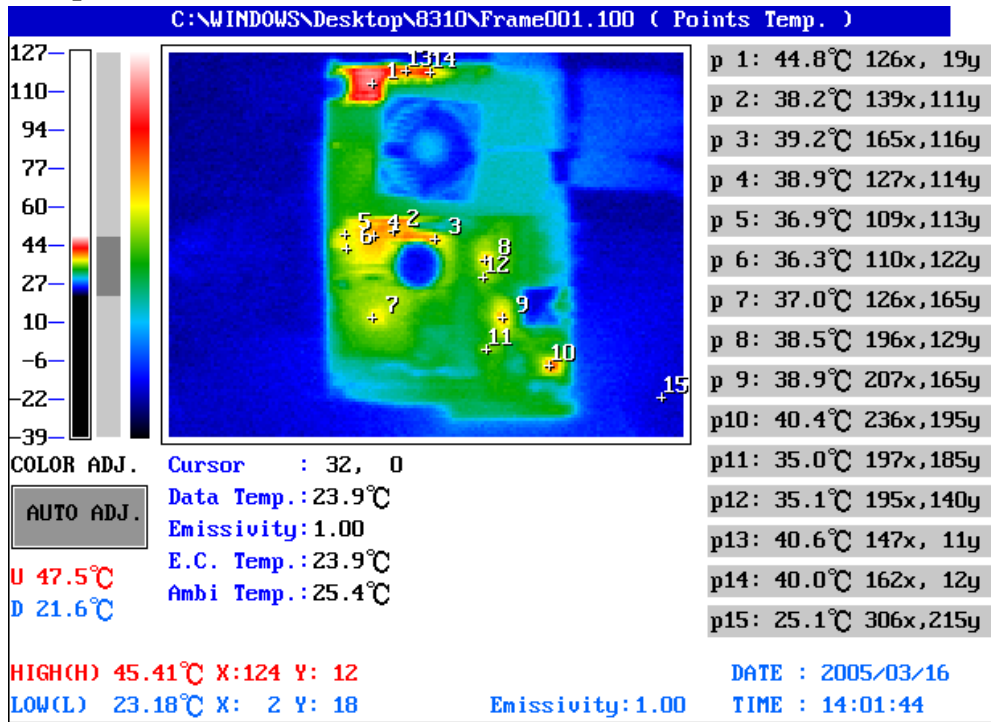 C:\WINDOWS\Desktop\8310\Frame001.100 ( Points Temp. )
127
110
94
77
60
44
27
10
-6
-22
-39
1
13
14
5
4
2
3
6
8
12
7
9
11
10
15
p 1: 44.8℃ 126x, 19y
p 2: 38.2℃ 139x,111y
p 3: 39.2℃ 165x,116y
p 4: 38.9℃ 127x,114y
p 5: 36.9℃ 109x,113y
p 6: 36.3℃ 110x,122y
p 7: 37.0℃ 126x,165y
p 8: 38.5℃ 196x,129y
p 9: 38.9℃ 207x,165y
p10: 40.4℃ 236x,195y
p11: 35.0℃ 197x,185y
p12: 35.1℃ 195x,140y
p13: 40.6℃ 147x, 11y
p14: 40.0℃ 162x, 12y
p15: 25.1℃ 306x,215y
COLOR ADJ.
AUTO ADJ.
U 47.5℃
D 21.6℃
Cursor : 32, 0
Data Temp.:23.9℃
Emissivity:1.00
E.C. Temp.:23.9℃
Ambi Temp.:25.4℃
HIGH(H) 45.41℃ X:124 Y: 12
DATE : 2005/03/16
LOW(L) 23.18℃ X: 2 Y: 18
Emissivity:1.00
TIME : 14:01:44